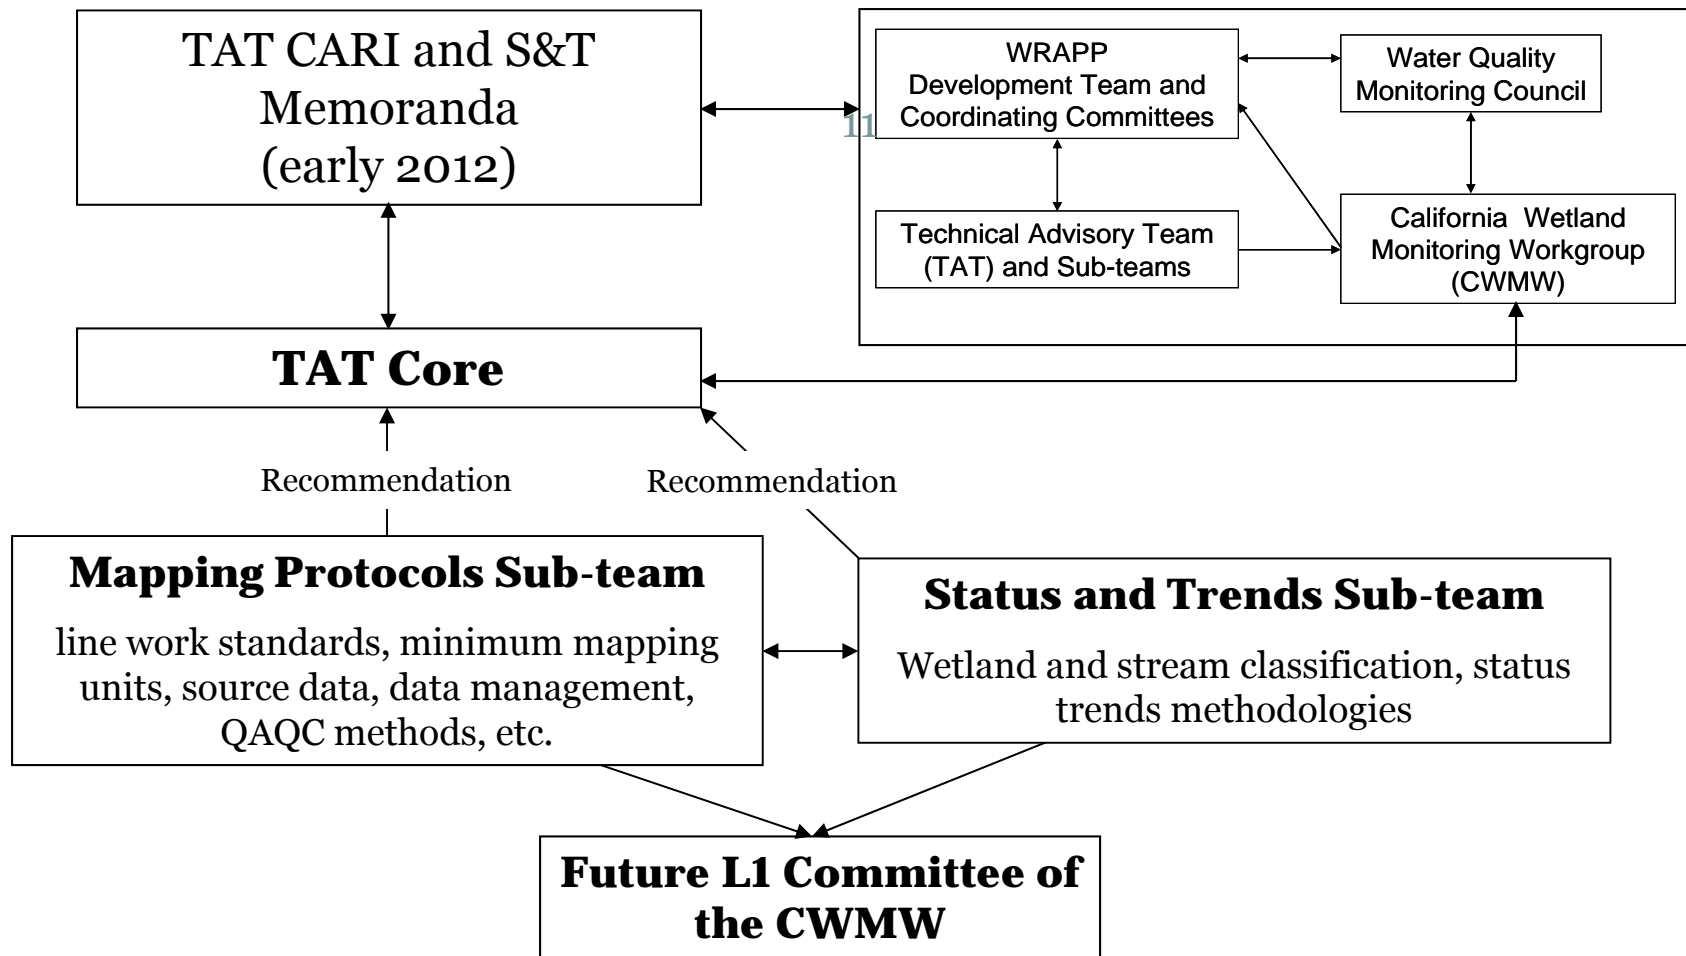 TAT CARI and S&T
Memoranda
(early 2012)
WRAPP
Development Team and
Coordinating Committees
11
Water Quality
Monitoring Council
Technical Advisory Team
(TAT) and Sub-teams
California Wetland
Monitoring Workgroup
(CWMW)
TAT Core
Recommendation
Recommendation
Mapping Protocols Sub-team
line work standards, minimum mapping
units, source data, data management,
QAQC methods, etc.
Status and Trends Sub-team
Wetland and stream classification, status
trends methodologies
Future L1 Committee of
the CWMW